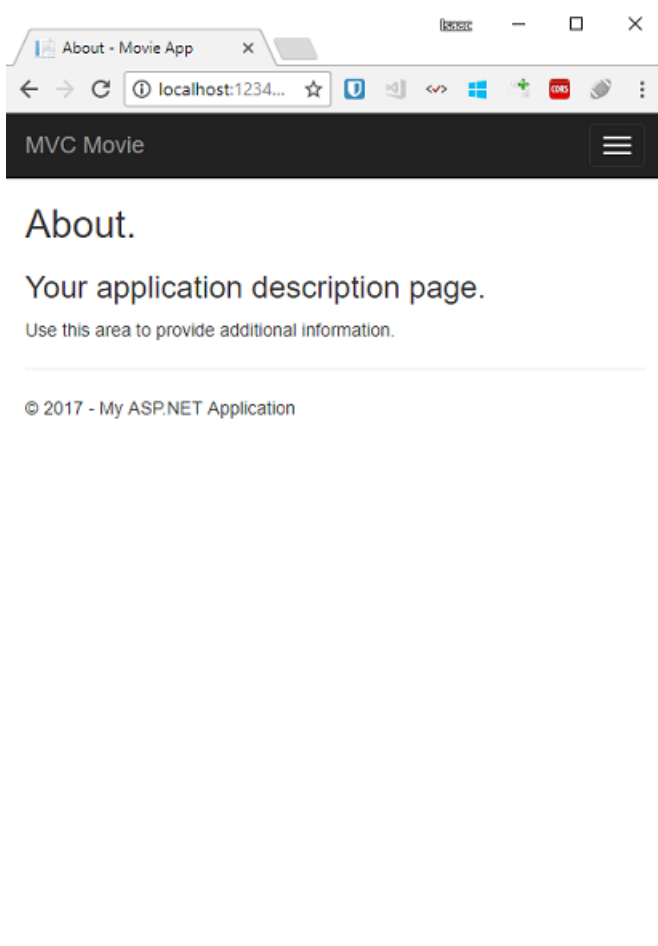 About - Movie App
localhost:1234...
CORS
MVC Movie
About.
Your application description page.
Use this area to provide additional information.
© 2017 - My ASP.NET Application